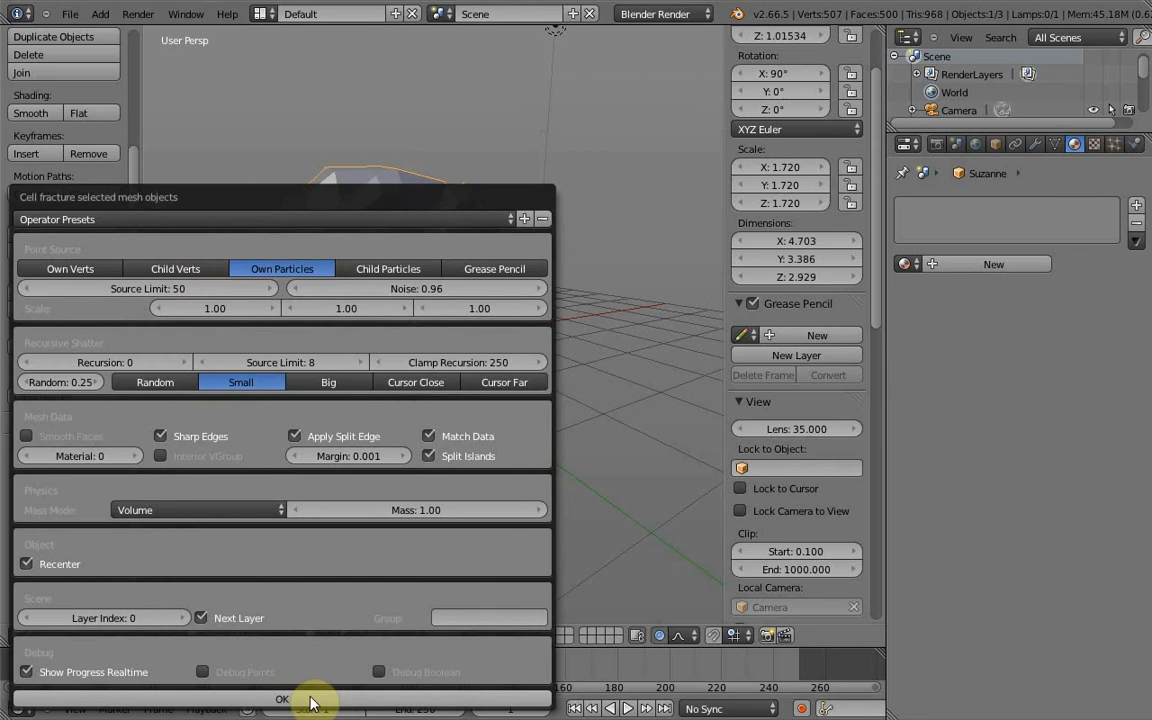 File Add Render Window Help Default Scene Blender Render v2.66.5 | Verts:507 | Faces:500 | Tris:968 | Objects:1/3 | Lamps:0/1 | Mem:45.18M (0.6
Duplicate Objects
Delete
Join
Shading:
Smooth Flat
Keyframes:
Insert Remove
Motion Paths:
User Persp
Cell fracture selected mesh objects
Operator Presets
Point Source
Own Verts Child Verts Own Particles Child Particles Grease Pencil
Source Limit: 50 Noise: 0.96
Scale: 1.00 1.00 1.00
Recursive Shatter
Recursion: 0 Source Limit: 8 Clamp Recursion: 250
Random: 0.25 Random Small Big Cursor Close Cursor Far
Mesh Data
Smooth Faces Sharp Edges Apply Split Edge Match Data
Material: 0 Interior VGroup Margin: 0.001 Split Islands
Physics
Mass Mode: Volume Mass: 1.00
Object
Recenter
Scene
Layer Index: 0 Next Layer Group
Debug
Show Progress Realtime Debug Points Debug Boolean
OK
Z: 1.01534
Rotation:
X: 90°
Y: 0°
Z: 0°
XYZ Euler
Scale:
X: 1.720
Y: 1.720
Z: 1.720
Dimensions:
X: 4.703
Y: 3.386
Z: 2.929
Grease Pencil
New
New Layer
Delete Frame Convert
View
Lens: 35.000
Lock to Object:
Lock to Cursor
Lock Camera to View
Clip:
Start: 0.100
End: 1000.000
Local Camera:
Camera
View Search All Scenes
Scene
RenderLayers
World
Camera
Suzanne
New
160 180 200 220 240 260
View Marker Frame Playback Start: 1 End: 250 1 No Sync